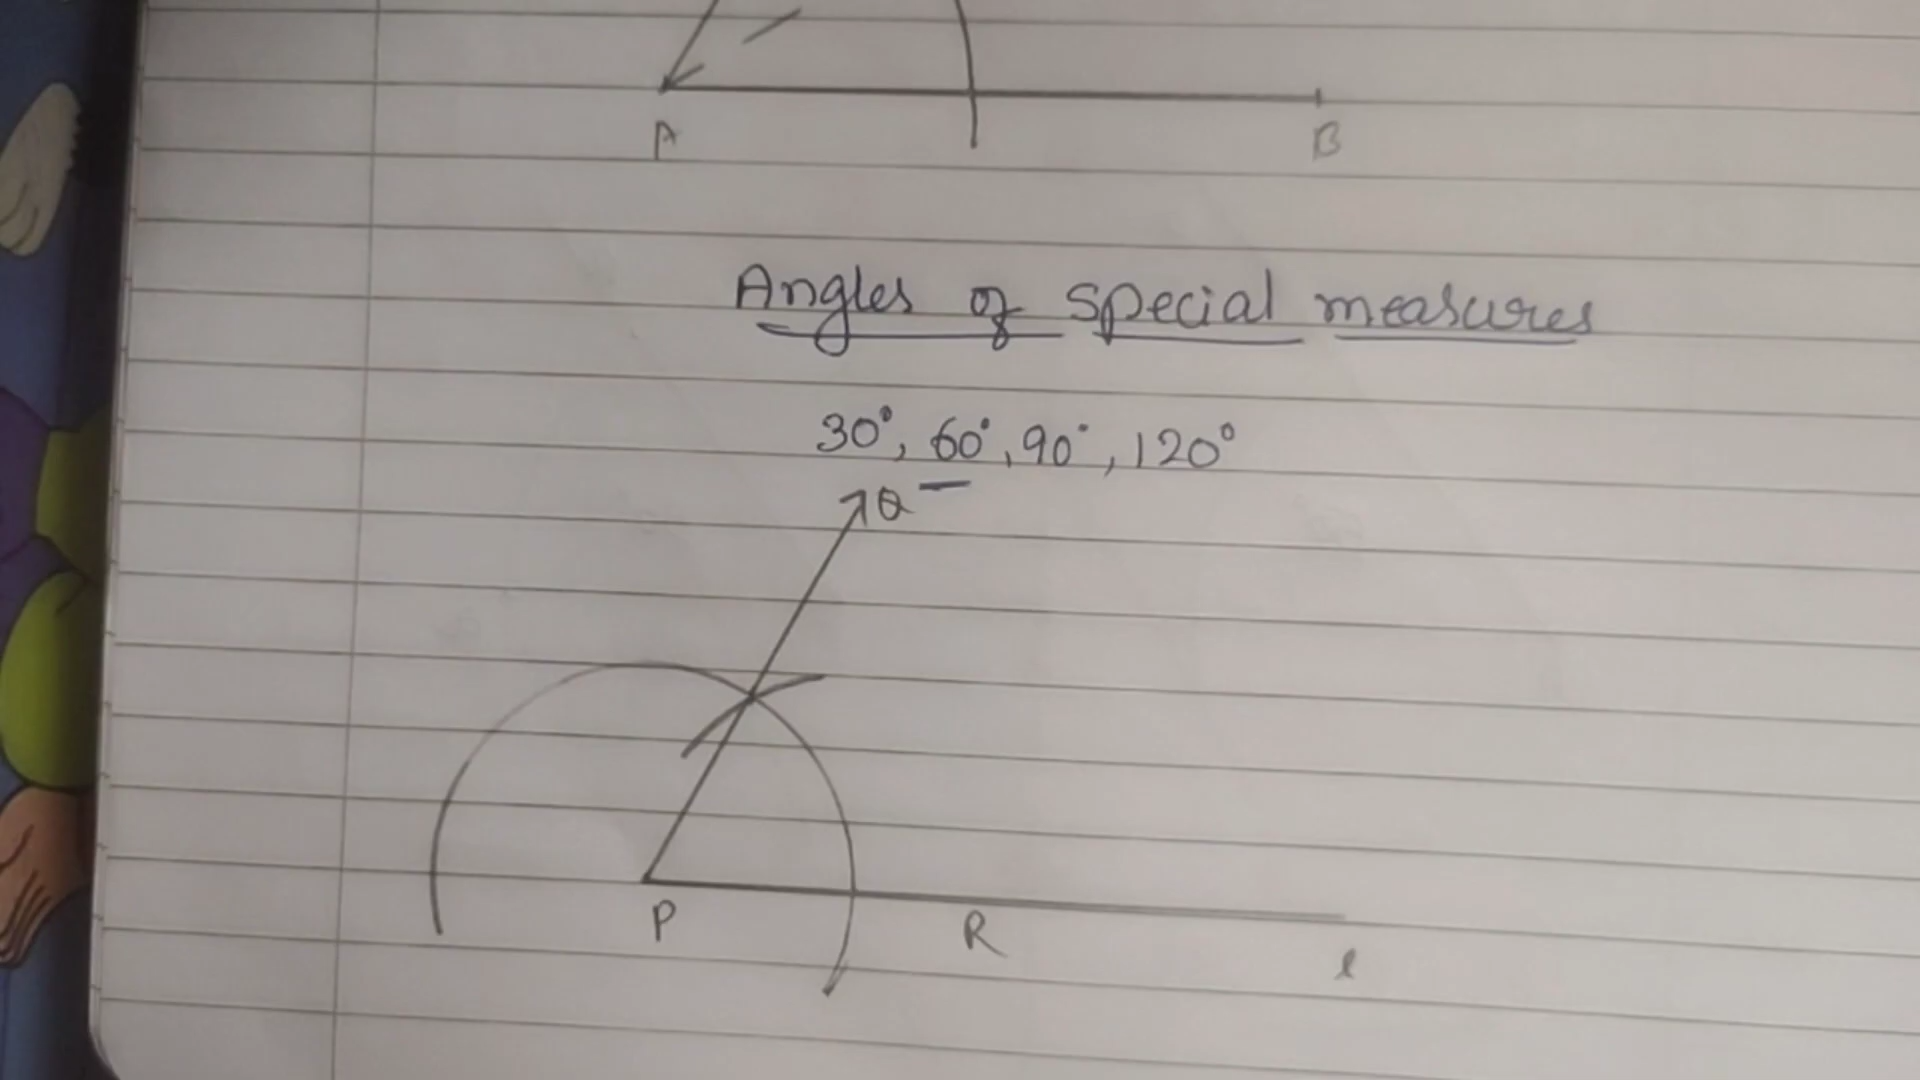 A B
Angles of special measures
30°, 60°, 90°, 120°
Q
P R l